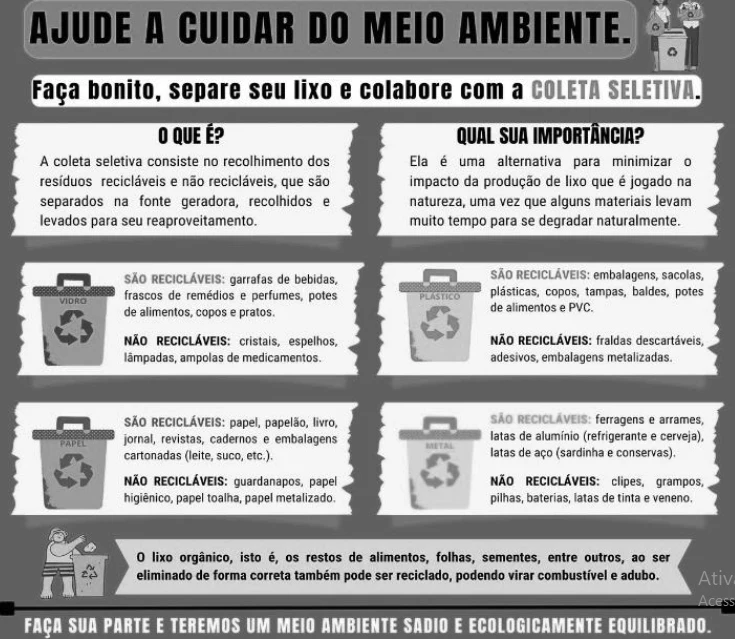 AJUDE A CUIDAR DO MEIO AMBIENTE.
Faça bonito, separe seu lixo e colabore com a COLETA SELETIVA.
O QUE É?
A coleta seletiva consiste no recolhimento dos
resíduos recicláveis e não recicláveis, que são
separados na fonte geradora, recolhidos e
levados para seu reaproveitamento.
QUAL SUA IMPORTÂNCIA?
Ela é uma alternativa para minimizar o
impacto da produção de lixo que é jogado na
natureza, uma vez que alguns materiais levam
muito tempo para se degradar naturalmente.
VIDRO
SÃO RECICLÁVEIS: garrafas de bebidas,
frascos de remédios e perfumes, potes
de alimentos, copos e pratos.
NÃO RECICLÁVEIS: cristais, espelhos,
lâmpadas, ampolas de medicamentos.
PLÁSTICO
SÃO RECICLÁVEIS: embalagens, sacolas,
plásticas, copos, tampas, baldes, potes
de alimentos e PVC.
NÃO RECICLÁVEIS: fraldas descartáveis,
adesivos, embalagens metalizadas.
PAPEL
SÃO RECICLÁVEIS: papel, papelão, livro,
jornal, revistas, cadernos e embalagens
cartonadas (leite, suco, etc.).
NÃO RECICLÁVEIS: guardanapos, papel
higiênico, papel toalha, papel metalizado.
METAL
SÃO RECICLÁVEIS: ferragens e arrames,
latas de alumínio (refrigerante e cerveja),
latas de aço (sardinha e conservas).
NÃO RECICLÁVEIS: clipes, grampos,
pilhas, baterias, latas de tinta e veneno.
O lixo orgânico, isto é, os restos de alimentos, folhas, sementes, entre outros, ao ser
eliminado de forma correta também pode ser reciclado, podendo virar combustível e adubo.
Ativa
Acess
FAÇA SUA PARTE E TEREMOS UM MEIO AMBIENTE SADIO E ECOLOGICAMENTE EQUILIBRADO.